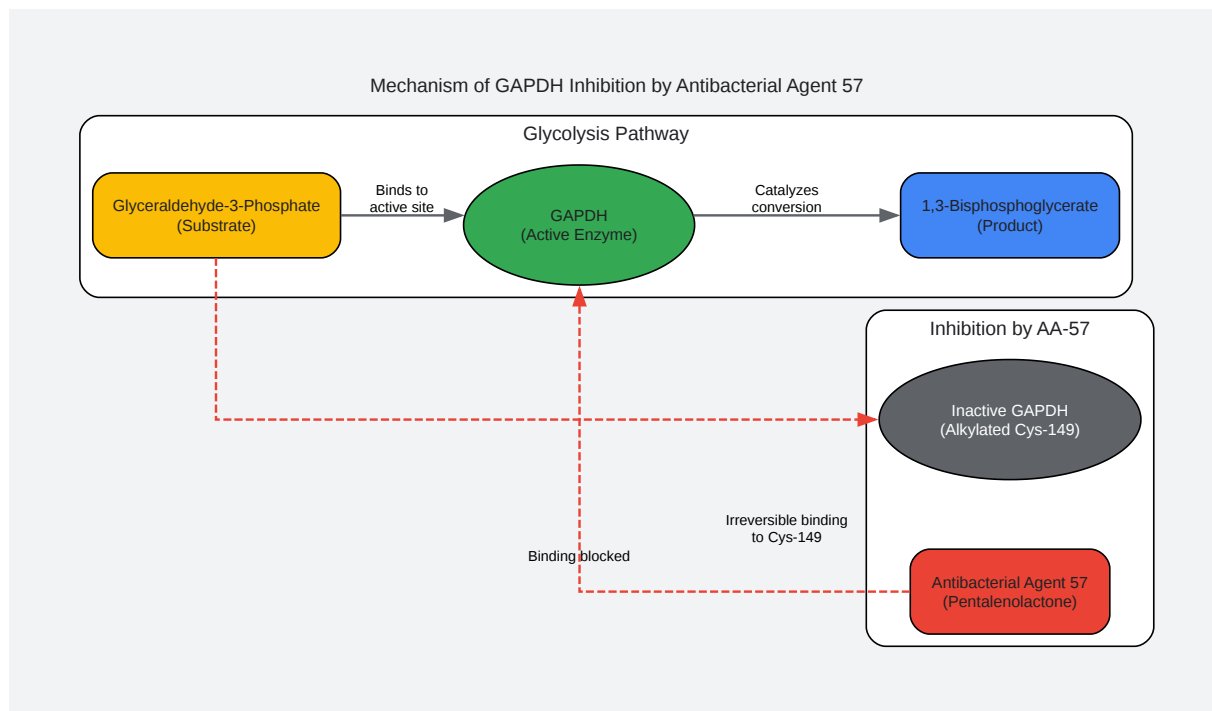 Mechanism of GAPDH Inhibition by Antibacterial Agent 57
Glycolysis Pathway
Glyceraldehyde-3-Phosphate
(Substrate)
Binds to
active site
GAPDH
(Active Enzyme)
Catalyzes
conversion
1,3-Bisphosphoglycerate
(Product)
Inhibition by AA-57
Inactive GAPDH
(Alkylated Cys-149)
Irreversible binding
to Cys-149
Binding blocked
Antibacterial Agent 57
(Pentalenolactone)